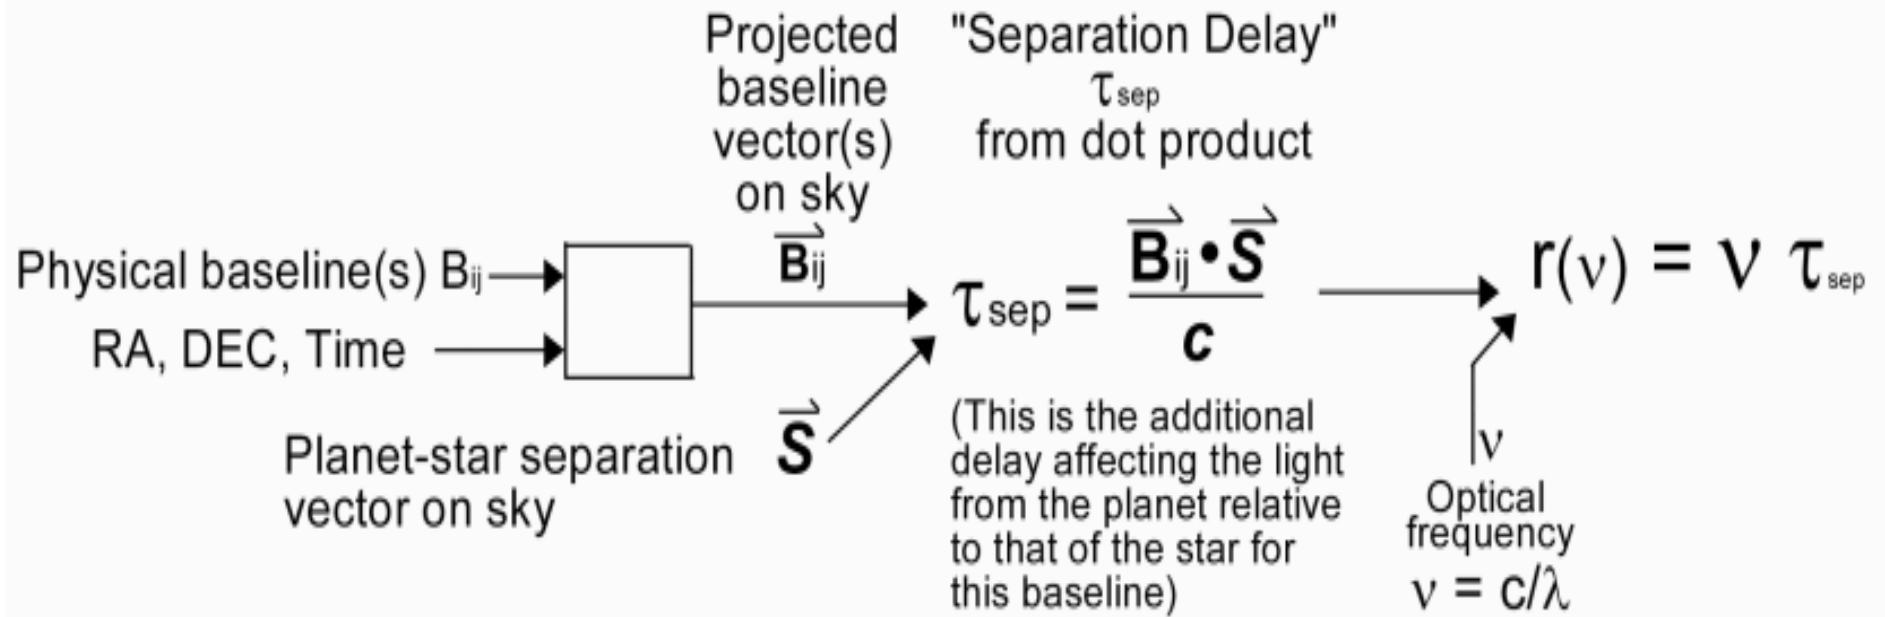 Projected
baseline
vector(s)
on sky
"Separation Delay"
τsep
from dot product
Physical baseline(s) Bij
RA, DEC, Time
Bij
τsep = Bij • S
c
r(ν) = ν τsep
Planet-star separation
vector on sky
S
(This is the additional
delay affecting the light
from the planet relative
to that of the star for
this baseline)
ν
Optical
frequency
ν = c/λ